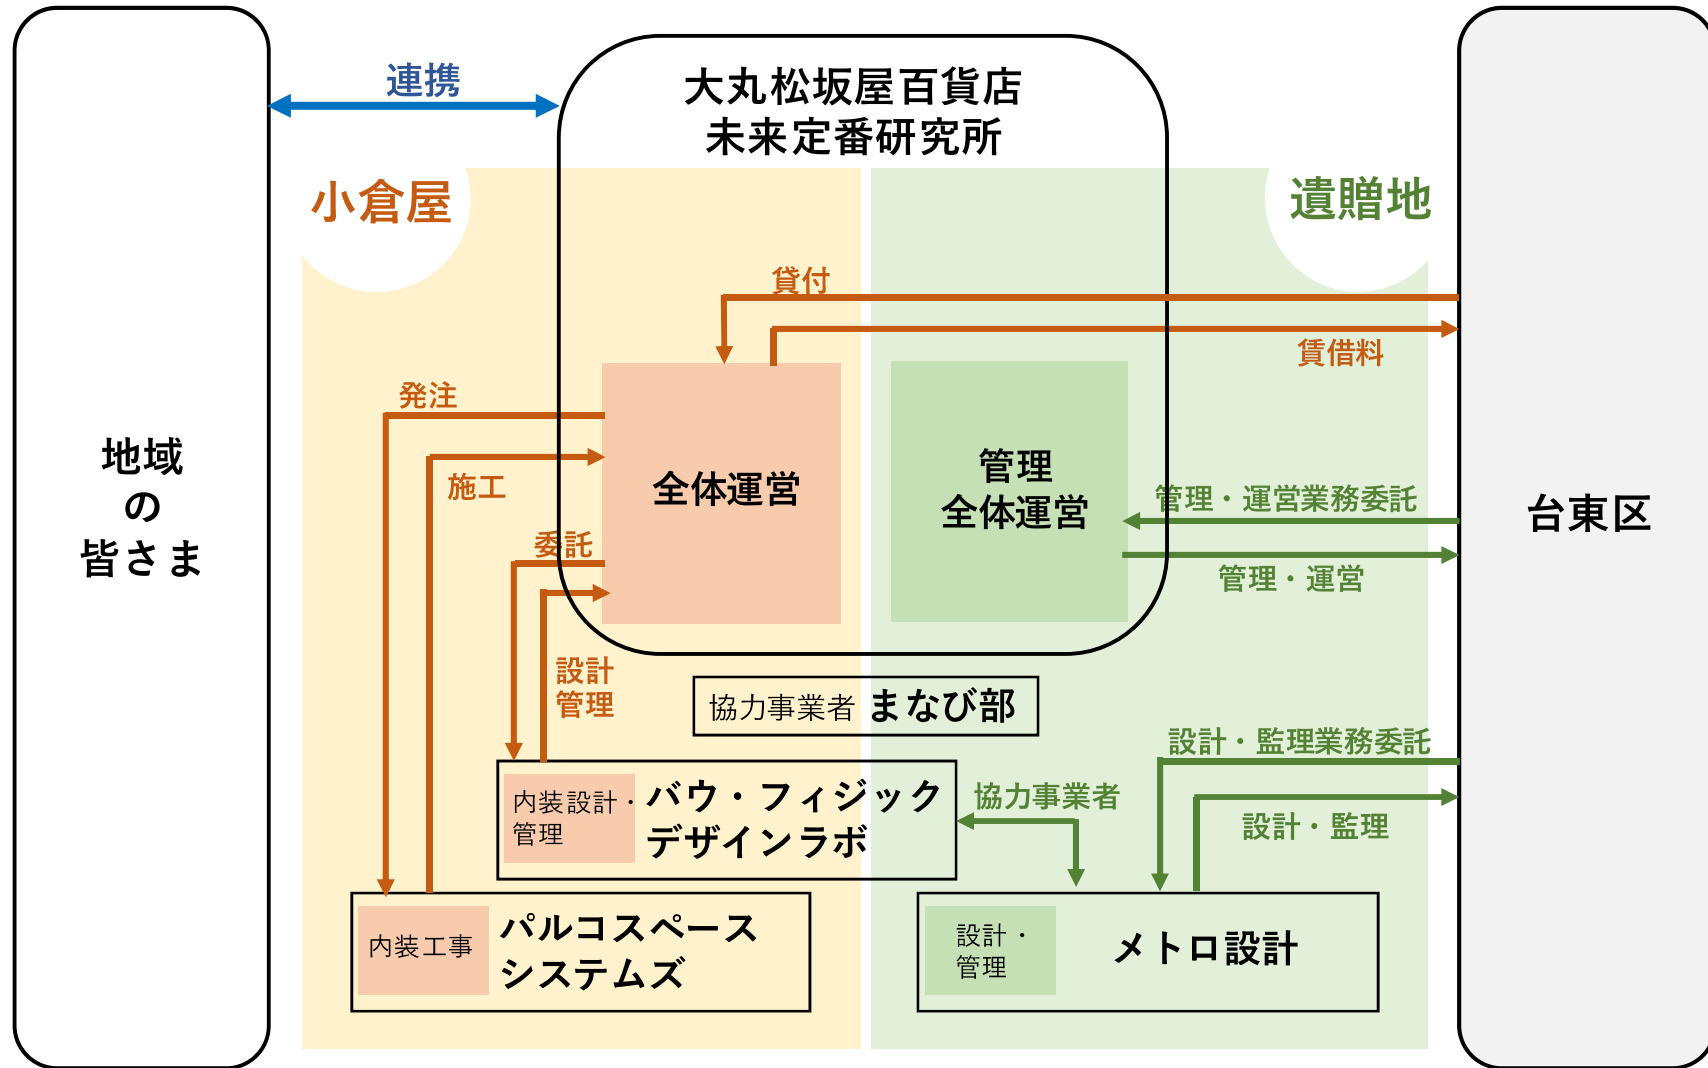 連携
大丸松坂屋百貨店
未来定番研究所
小倉屋
遺贈地
貸付
賃借料
発注
施工
全体運営
管理
全体運営
管理・運営業務委託
管理・運営
地域
の
皆さま
台東区
委託
設計
管理
協力事業者 まなび部
設計・監理業務委託
内装設計・
管理
バウ・フィジック
デザインラボ
協力事業者
設計・監理
内装工事
パルコスペース
システムズ
設計・
管理
メトロ設計